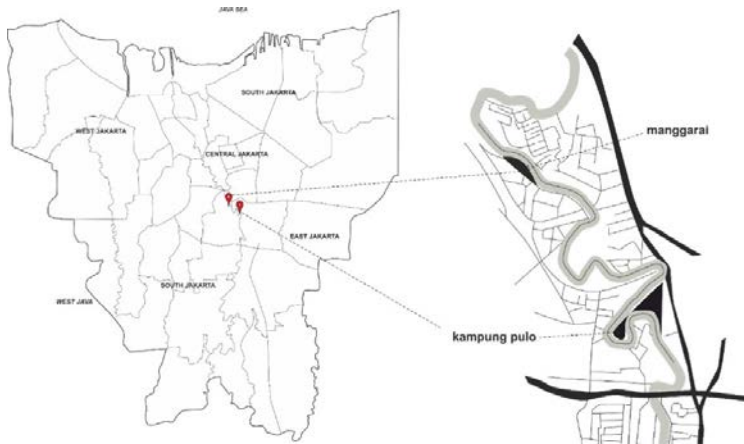 JAVA SEA
SOUTH JAKARTA
WEST JAKARTA
manggarai
CENTRAL JAKARTA
EAST JAKARTA
SOUTH JAKARTA
WEST JAVA
kampung pulo